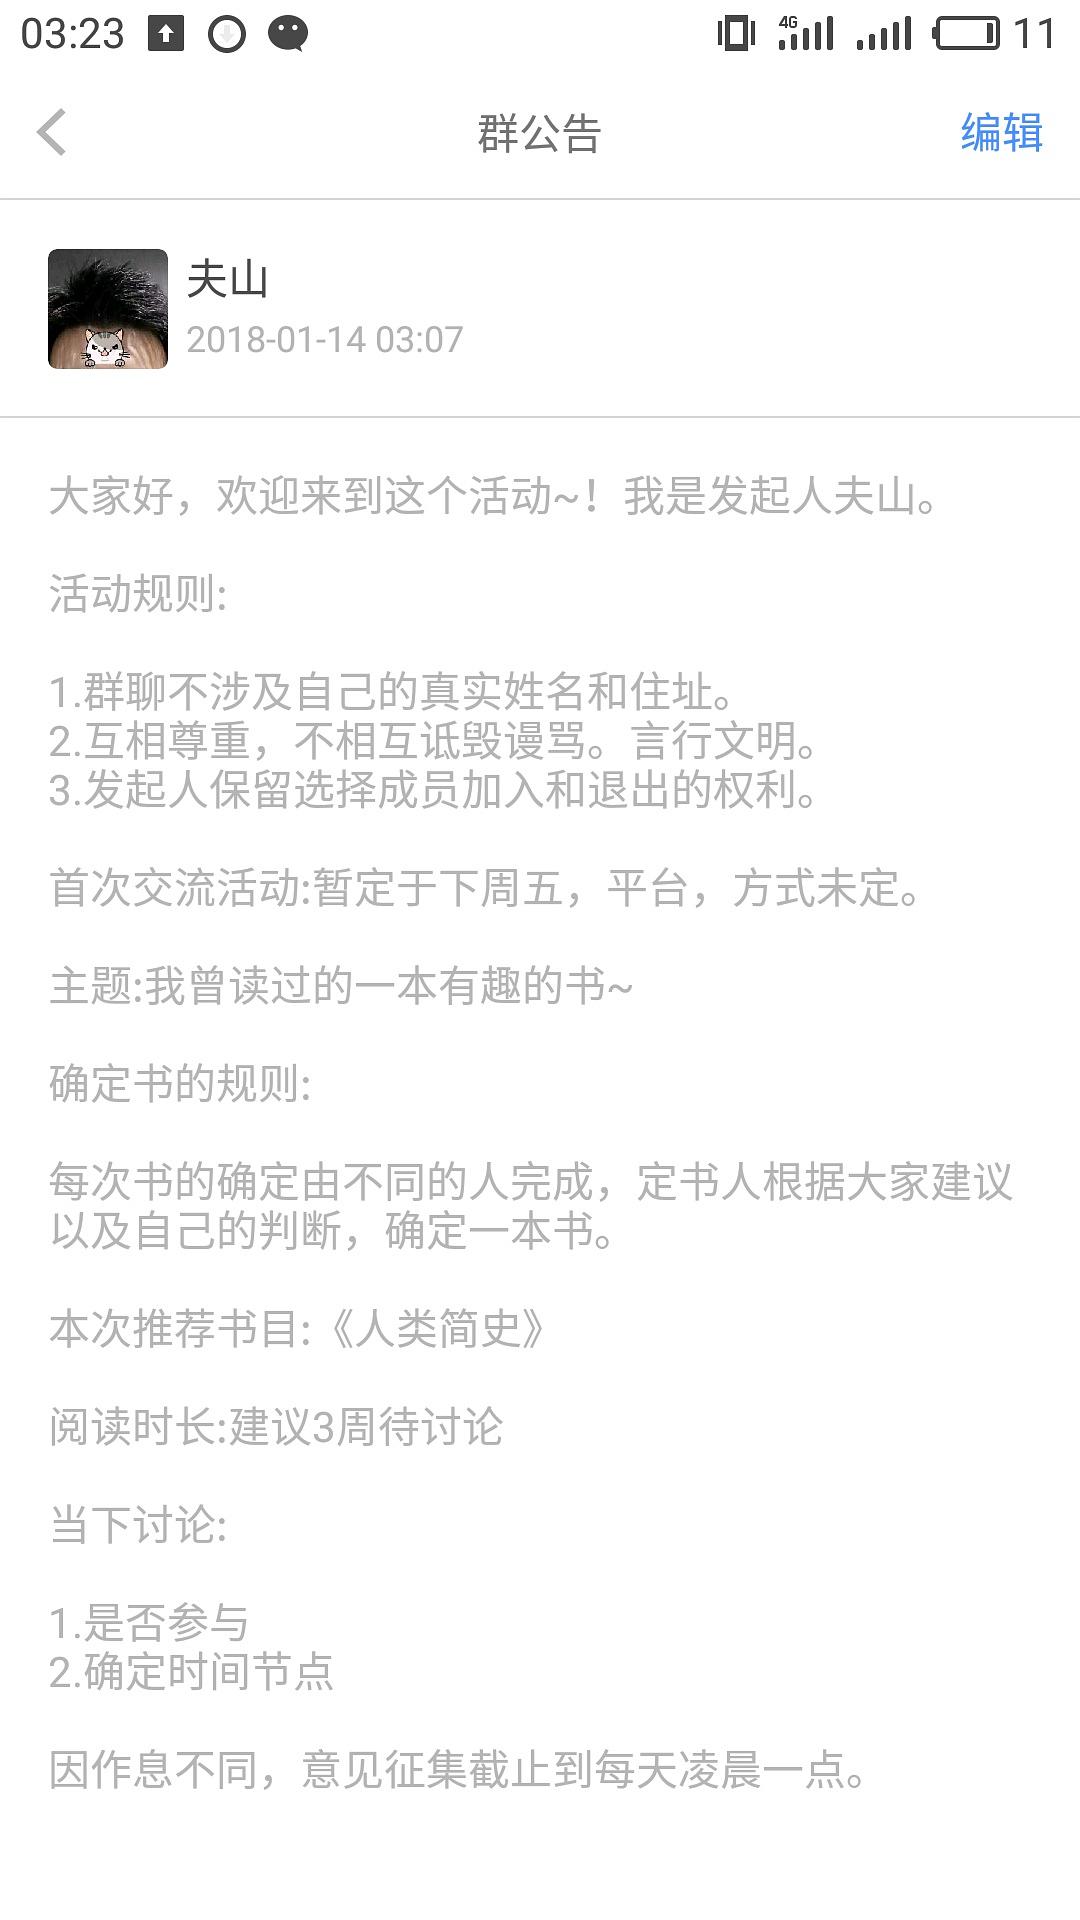 03:23
4G
11
群公告
编辑
夫山
2018-01-14 03:07
大家好，欢迎来到这个活动~！我是发起人夫山。
活动规则:
1.群聊不涉及自己的真实姓名和住址。
2.互相尊重，不相互诋毁谩骂。言行文明。
3.发起人保留选择成员加入和退出的权利。
首次交流活动:暂定于下周五，平台，方式未定。
主题:我曾读过的一本有趣的书~
确定书的规则:
每次书的确定由不同的人完成，定书人根据大家建议
以及自己的判断，确定一本书。
本次推荐书目:《人类简史》
阅读时长:建议3周待讨论
当下讨论:
1.是否参与
2.确定时间节点
因作息不同，意见征集截止到每天凌晨一点。